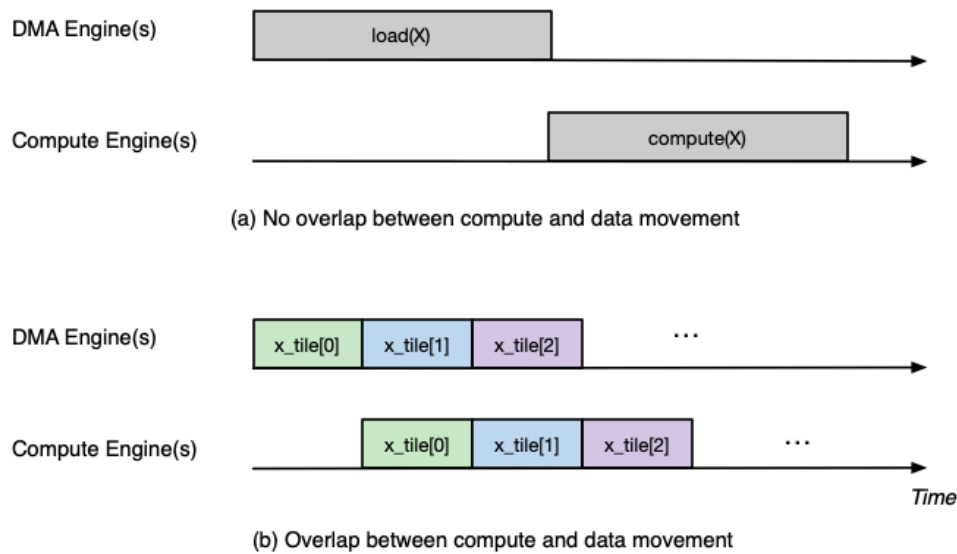 DMA Engine(s)
load(X)
Compute Engine(s)
compute(X)
(a) No overlap between compute and data movement
DMA Engine(s)
x_tile[0] x_tile[1] x_tile[2] ...
Compute Engine(s)
x_tile[0] x_tile[1] x_tile[2] ...
Time
(b) Overlap between compute and data movement